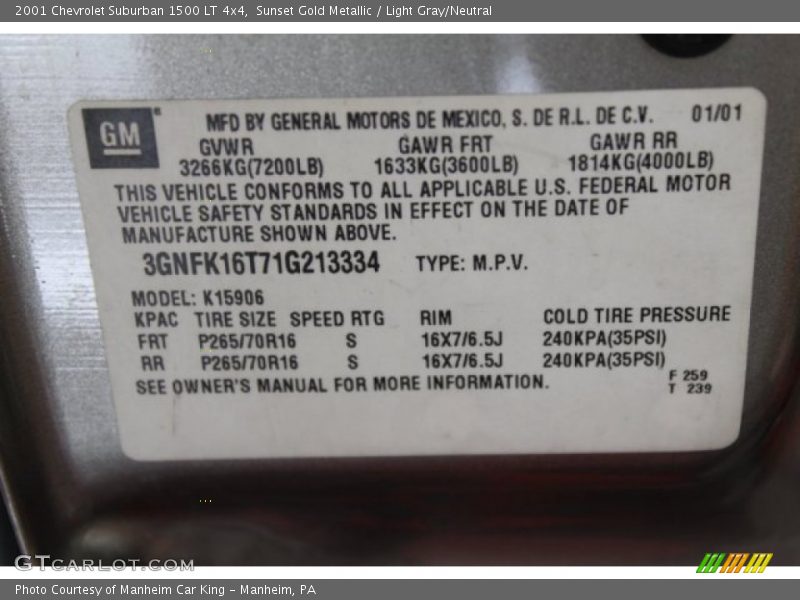 2001 Chevrolet Suburban 1500 LT 4x4, Sunset Gold Metallic / Light Gray/Neutral
GM
MFD BY GENERAL MOTORS DE MEXICO, S. DE R.L. DE C.V. 01/01
GVWR GAWR FRT GAWR RR
3266KG(7200LB) 1633KG(3600LB) 1814KG(4000LB)
THIS VEHICLE CONFORMS TO ALL APPLICABLE U.S. FEDERAL MOTOR
VEHICLE SAFETY STANDARDS IN EFFECT ON THE DATE OF
MANUFACTURE SHOWN ABOVE.
3GNFK16T71G213334 TYPE: M.P.V.
MODEL: K15906
KPAC TIRE SIZE SPEED RTG RIM COLD TIRE PRESSURE
FRT P265/70R16 S 16X7/6.5J 240KPA(35PSI)
RR P265/70R16 S 16X7/6.5J 240KPA(35PSI)
SEE OWNER'S MANUAL FOR MORE INFORMATION.
F 259
T 239
GTCARLOT.COM
Photo Courtesy of Manheim Car King - Manheim, PA